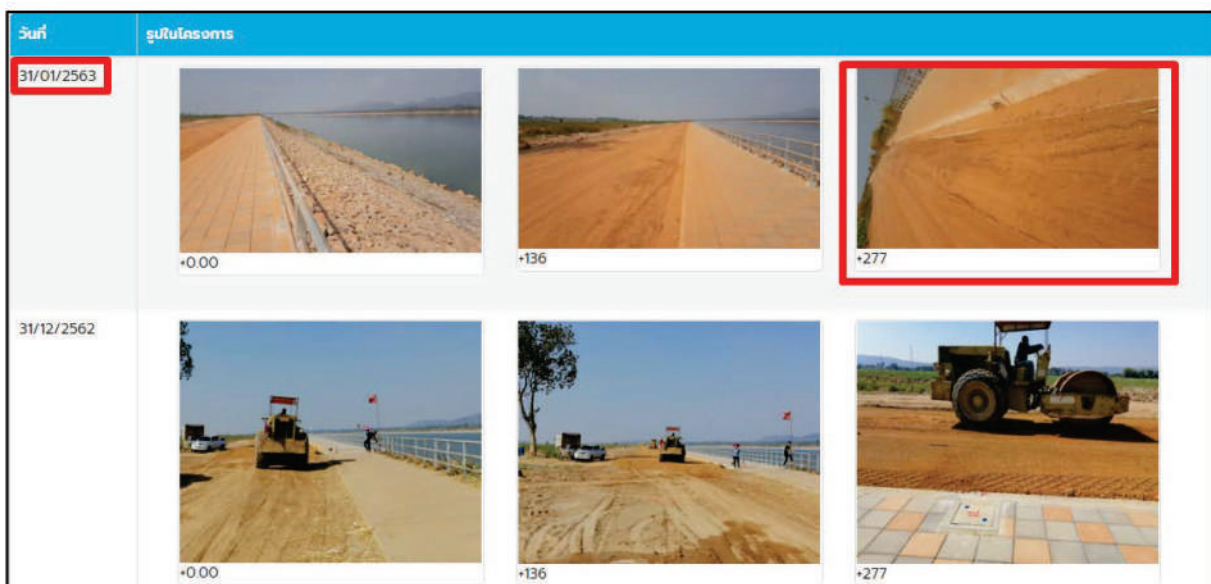 วันที่ รูปในโครงการ
31/01/2563
+0.00 +136 +277
31/12/2562
+0.00 +136 +277